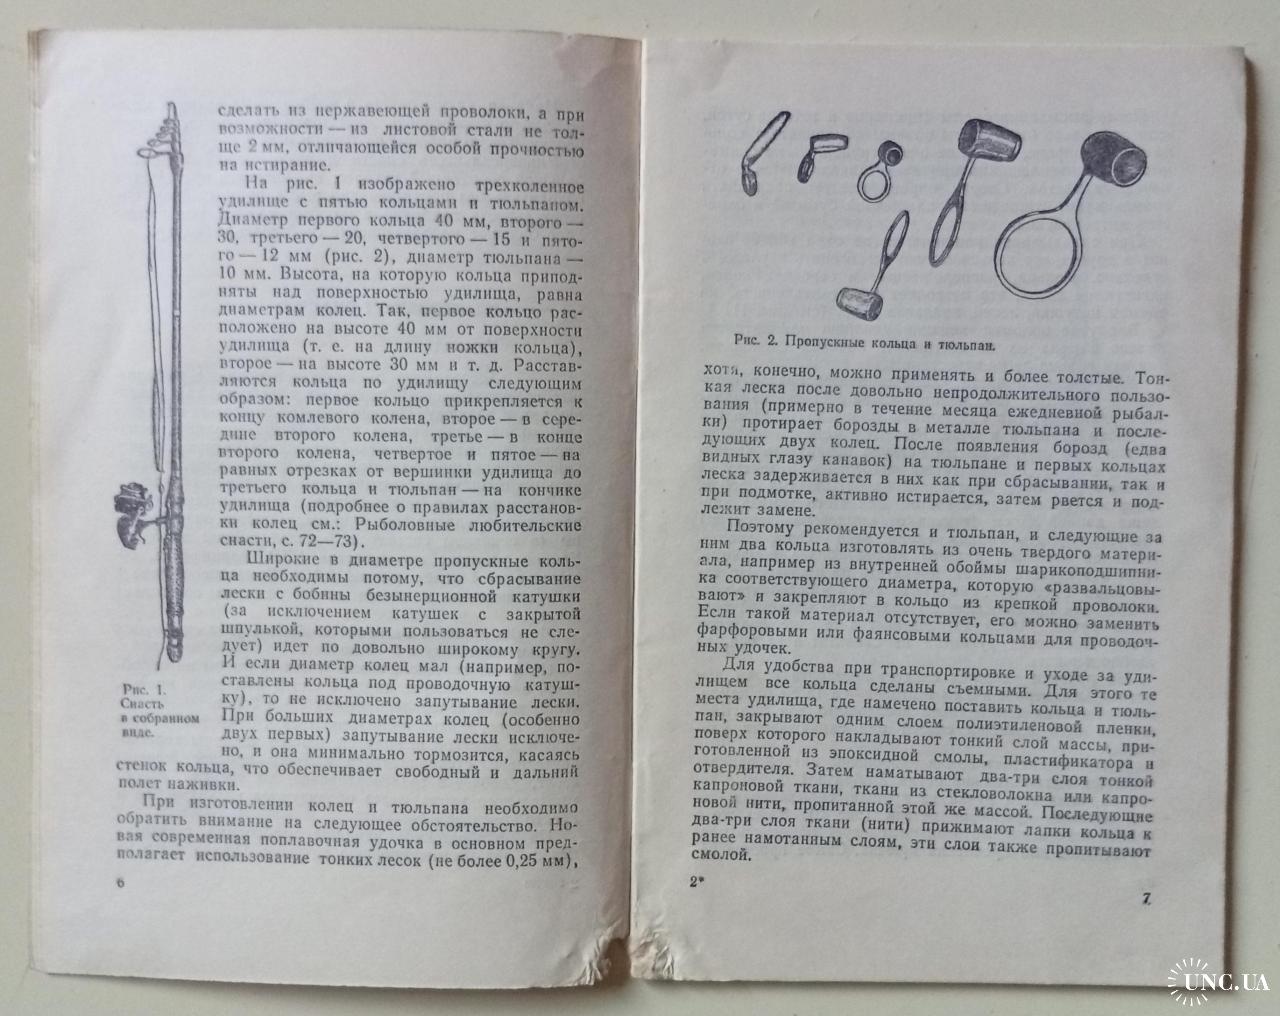 сделать из нержавеющей проволоки, а при
возможности — из листовой стали не тол-
ще 2 мм, отличающейся особой прочностью
на истирание.
На рис. 1 изображено трехколенное
удилище с пятью кольцами и тюльпаном.
Диаметр первого кольца 40 мм, второго —
30, третьего — 20, четвертого — 15 и пято-
го — 12 мм (рис. 2), диаметр тюльпана —
10 мм. Высота, на которую кольца припод-
няты над поверхностью удилища, равна
диаметрам колец. Так, первое кольцо рас-
положено на высоте 40 мм от поверхности
удилища (т. е. на длину ножки кольца),
второе — на высоте 30 мм и т. д. Расстав-
ляются кольца по удилищу следующим
образом: первое кольцо прикрепляется к
концу комлевого колена, второе — в сере-
дине второго колена, третье — в конце
второго колена, четвертое и пятое — на
равных отрезках от вершинки удилища до
третьего кольца и тюльпан — на кончике
удилища (подробнее о правилах расстанов-
ки колец см.: Рыболовные любительские
снасти, с. 72—73).
Широкие в диаметре пропускные коль-
ца необходимы потому, что сбрасывание
лески с бобины безынерционной катушки
(за исключением катушек с закрытой
шпулькой, которыми пользоваться не сле-
дует) идет по довольно широкому кругу.
И если диаметр колец мал (например, по-
ставлены кольца под проводочную катуш-
ку), то не исключено запутывание лески.
При больших диаметрах колец (особенно
двух первых) запутывание лески исключе-
но, и она минимально тормозится, касаясь
стенок кольца, что обеспечивает свободный и дальний
полет наживки.
При изготовлении колец и тюльпана необходимо
обратить внимание на следующее обстоятельство. Но-
вая современная поплавочная удочка в основном пред-
полагает использование тонких лесок (не более 0,25 мм),
Рис. 1.
Снасть
в собранном
виде.
6
Рис. 2. Пропускные кольца и тюльпан.
хотя, конечно, можно применять и более толстые. Тон-
кая леска после довольно непродолжительного пользо-
вания (примерно в течение месяца ежедневной рыбал-
ки) протирает борозды в металле тюльпана и после-
дующих двух колец. После появления борозд (едва
видных глазу канавок) на тюльпане и первых кольцах
леска задерживается в них как при сбрасывании, так и
при подмотке, активно истирается, затем рвется и под-
лежит замене.
Поэтому рекомендуется и тюльпан, и следующие за
ним два кольца изготовлять из очень твердого матери-
ала, например из внутренней обоймы шарикоподшипни-
ка соответствующего диаметра, которую «развальцовы-
вают» и закрепляют в кольцо из крепкой проволоки.
Если такой материал отсутствует, его можно заменить
фарфоровыми или фаянсовыми кольцами для проводоч-
ных удочек.
Для удобства при транспортировке и уходе за уди-
лищем все кольца сделаны съемными. Для этого те
места удилища, где намечено поставить кольца и тюль-
пан, закрывают одним слоем полиэтиленовой пленки,
поверх которого накладывают тонкий слой массы, при-
готовленной из эпоксидной смолы, пластификатора и
отвердителя. Затем наматывают два-три слоя тонкой
капроновой ткани, ткани из стекловолокна или капро-
новой нити, пропитанной этой же массой. Последующие
два-три слоя ткани (нити) прижимают лапки кольца к
ранее намотанным слоям, эти слои также пропитывают
смолой.
2*
7
UNC.UA